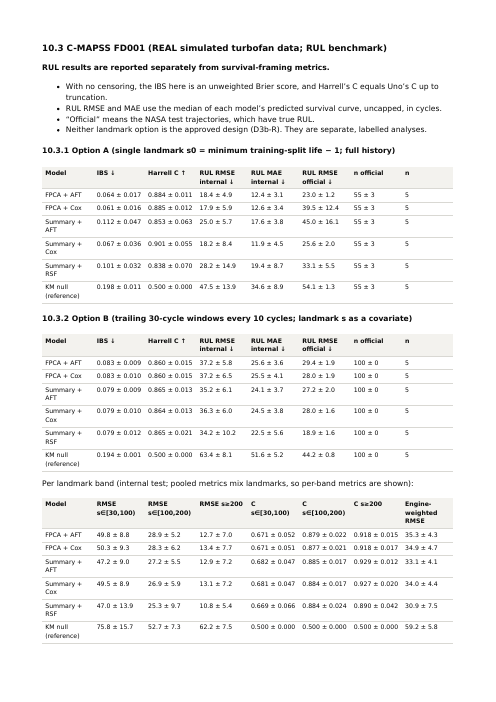 10.3 C-MAPSS FD001 (REAL simulated turbofan data; RUL benchmark)
RUL results are reported separately from survival-framing metrics.
• With no censoring, the IBS here is an unweighted Brier score, and Harrell's C equals Uno's C up to
truncation.
• RUL RMSE and MAE use the median of each model's predicted survival curve, uncapped, in cycles.
• "Official" means the NASA test trajectories, which have true RUL.
• Neither landmark option is the approved design (D3b-R). They are separate, labelled analyses.
10.3.1 Option A (single landmark s0 = minimum training-split life − 1; full history)
Model IBS ↓ Harrell C ↑ RUL RMSE internal ↓ RUL MAE internal ↓ RUL RMSE official ↓ n official n
FPCA + AFT 0.064 ± 0.017 0.884 ± 0.011 18.4 ± 4.9 12.4 ± 3.1 23.0 ± 1.2 55 ± 3 5
FPCA + Cox 0.061 ± 0.016 0.885 ± 0.012 17.9 ± 5.9 12.6 ± 3.4 39.5 ± 12.4 55 ± 3 5
Summary + AFT 0.112 ± 0.047 0.853 ± 0.063 25.0 ± 5.7 17.6 ± 3.8 45.0 ± 16.1 55 ± 3 5
Summary + Cox 0.067 ± 0.036 0.901 ± 0.055 18.2 ± 8.4 11.9 ± 4.5 25.6 ± 2.0 55 ± 3 5
Summary + RSF 0.101 ± 0.032 0.838 ± 0.070 28.2 ± 14.9 19.4 ± 8.7 33.1 ± 5.5 55 ± 3 5
KM null (reference) 0.198 ± 0.011 0.500 ± 0.000 47.5 ± 13.9 34.6 ± 8.9 54.1 ± 1.3 55 ± 3 5
10.3.2 Option B (trailing 30-cycle windows every 10 cycles; landmark s as a covariate)
Model IBS ↓ Harrell C ↑ RUL RMSE internal ↓ RUL MAE internal ↓ RUL RMSE official ↓ n official n
FPCA + AFT 0.083 ± 0.009 0.860 ± 0.015 37.2 ± 5.8 25.6 ± 3.6 29.4 ± 1.9 100 ± 0 5
FPCA + Cox 0.083 ± 0.010 0.860 ± 0.015 37.2 ± 6.5 25.5 ± 4.1 28.0 ± 1.9 100 ± 0 5
Summary + AFT 0.079 ± 0.009 0.865 ± 0.013 35.2 ± 6.1 24.1 ± 3.7 27.2 ± 2.0 100 ± 0 5
Summary + Cox 0.079 ± 0.010 0.864 ± 0.013 36.3 ± 6.0 24.5 ± 3.8 28.0 ± 1.6 100 ± 0 5
Summary + RSF 0.079 ± 0.012 0.865 ± 0.021 34.2 ± 10.2 22.5 ± 5.6 18.9 ± 1.6 100 ± 0 5
KM null (reference) 0.194 ± 0.001 0.500 ± 0.000 63.4 ± 8.1 51.6 ± 5.2 44.2 ± 0.8 100 ± 0 5
Per landmark band (internal test; pooled metrics mix landmarks, so per-band metrics are shown):
Model RMSE s∈[30,100) RMSE s∈[100,200) RMSE s≥200 C s∈[30,100) C s∈[100,200) C s≥200 Engine-weighted RMSE
FPCA + AFT 49.8 ± 8.8 28.9 ± 5.2 12.7 ± 7.0 0.671 ± 0.052 0.879 ± 0.022 0.918 ± 0.015 35.3 ± 4.3
FPCA + Cox 50.3 ± 9.3 28.3 ± 6.2 13.4 ± 7.7 0.671 ± 0.051 0.877 ± 0.021 0.918 ± 0.017 34.9 ± 4.7
Summary + AFT 47.2 ± 9.0 27.2 ± 5.5 12.9 ± 7.2 0.682 ± 0.047 0.885 ± 0.017 0.929 ± 0.012 33.1 ± 4.1
Summary + Cox 49.5 ± 8.9 26.9 ± 5.9 13.1 ± 7.2 0.681 ± 0.047 0.884 ± 0.017 0.927 ± 0.020 34.0 ± 4.4
Summary + RSF 47.0 ± 13.9 25.3 ± 9.7 10.8 ± 5.4 0.669 ± 0.066 0.884 ± 0.024 0.890 ± 0.042 30.9 ± 7.5
KM null (reference) 75.8 ± 15.7 52.7 ± 7.3 62.2 ± 7.5 0.500 ± 0.000 0.500 ± 0.000 0.500 ± 0.000 59.2 ± 5.8